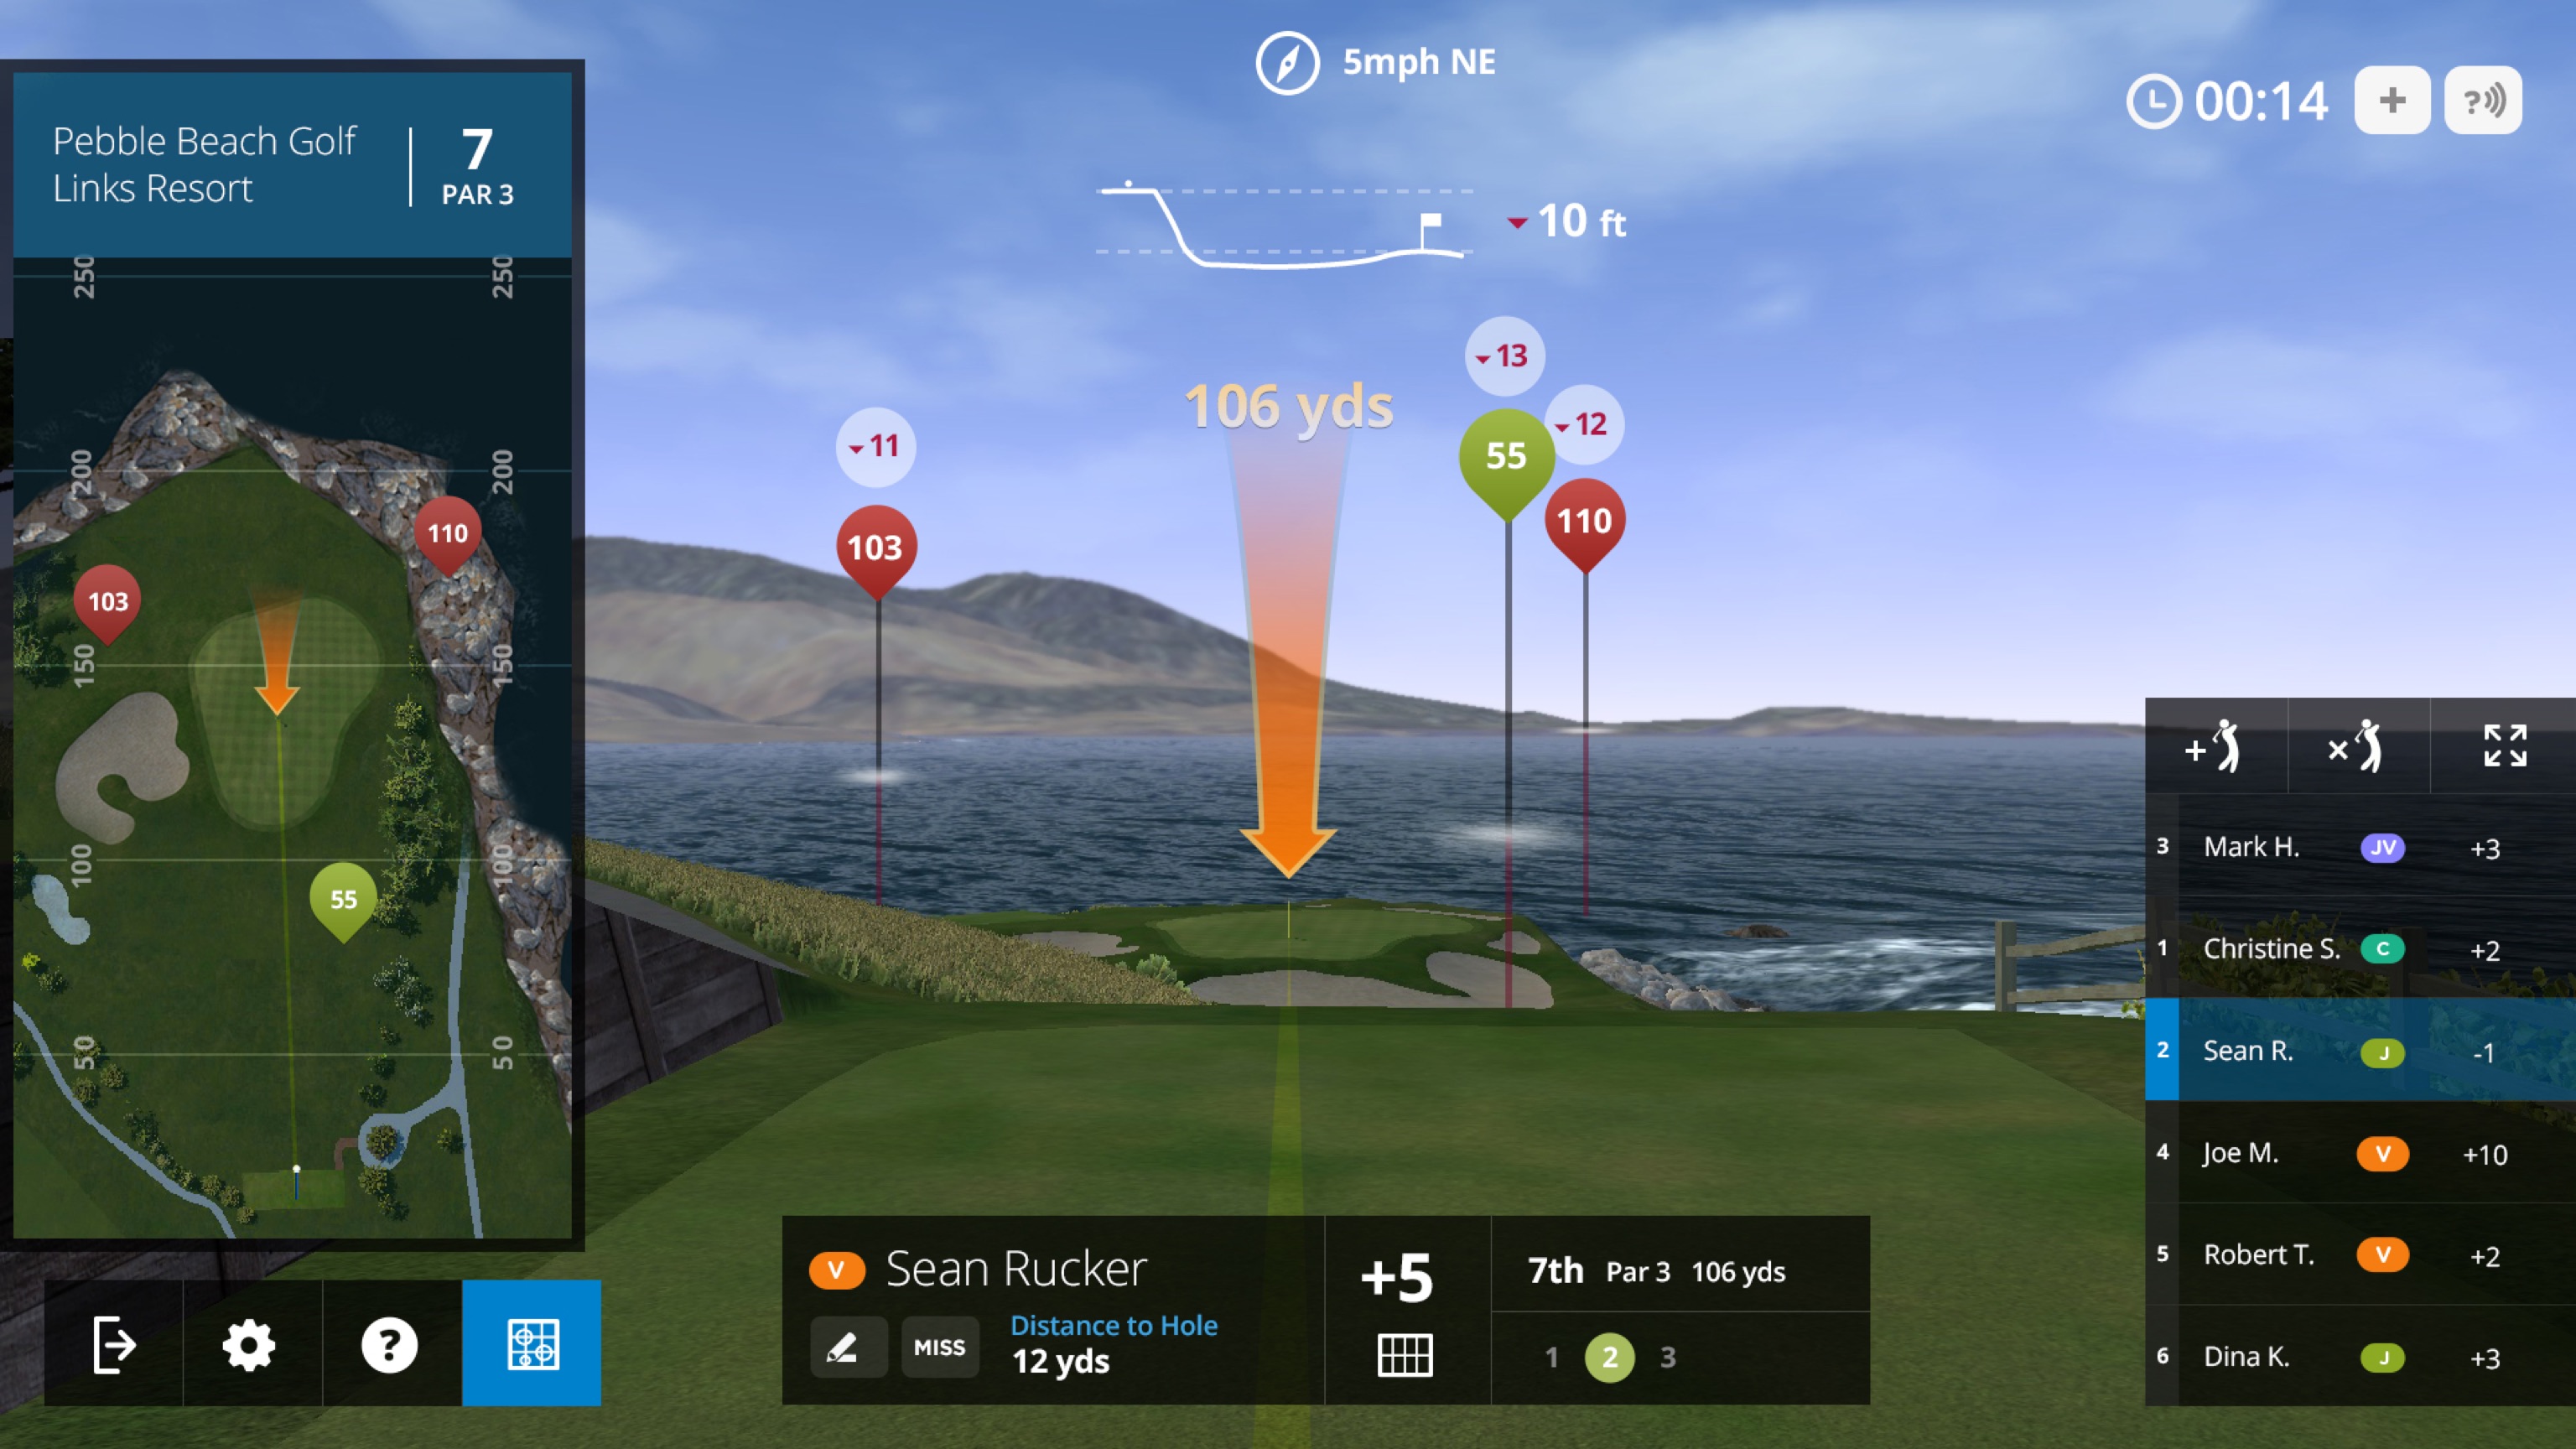 5mph NE
00:14
+
?
Pebble Beach Golf
Links Resort
7
PAR 3
10 ft
250
250
200
200
150
150
100
100
50
50
110
103
55
106 yds
11
103
13
55
12
110
3 Mark H. JV +3
1 Christine S. C +2
2 Sean R. J -1
4 Joe M. V +10
5 Robert T. V +2
6 Dina K. J +3
V Sean Rucker
MISS
Distance to Hole
12 yds
+5
7th Par 3 106 yds
1 2 3
?